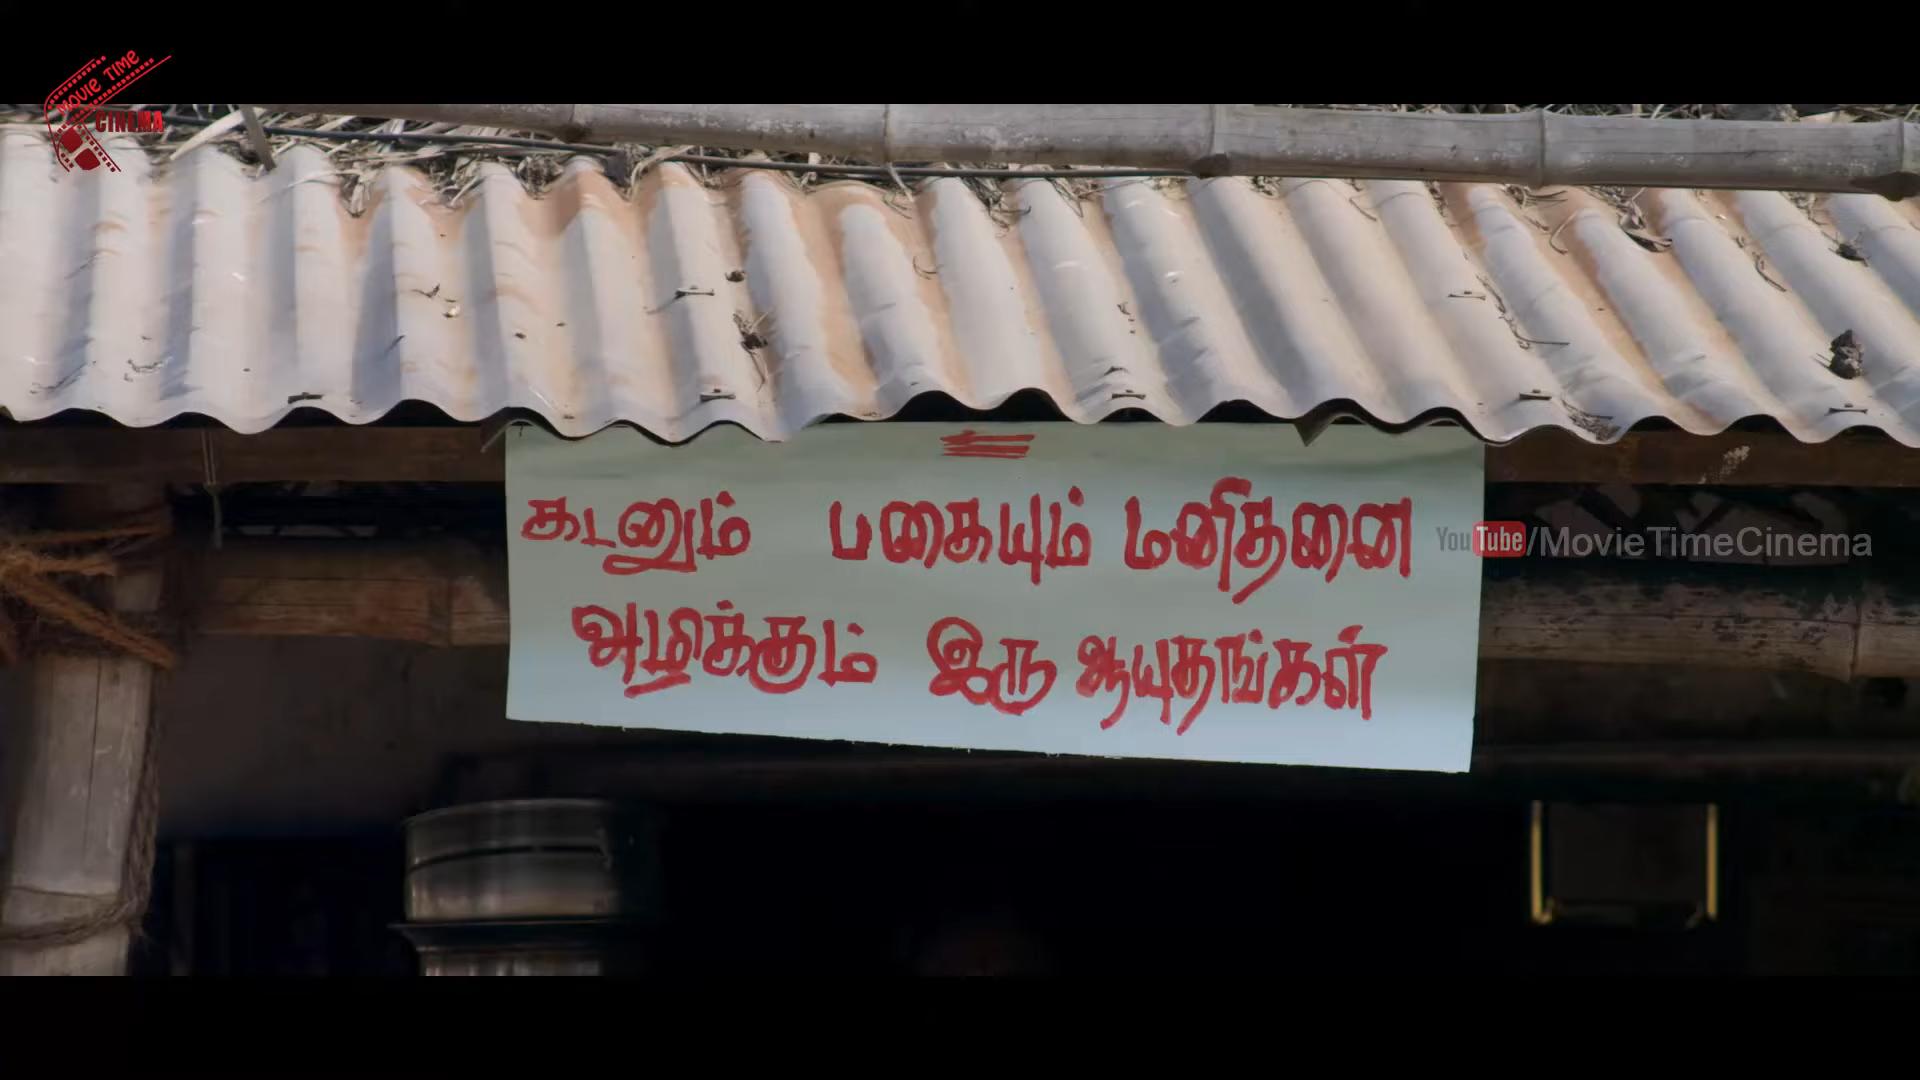 MOVIE TIME
CINEMA
கடனும் பகையும் மனிதனை
அழிக்கும் இரு ஆயுதங்கள்
YouTube/MovieTimeCinema